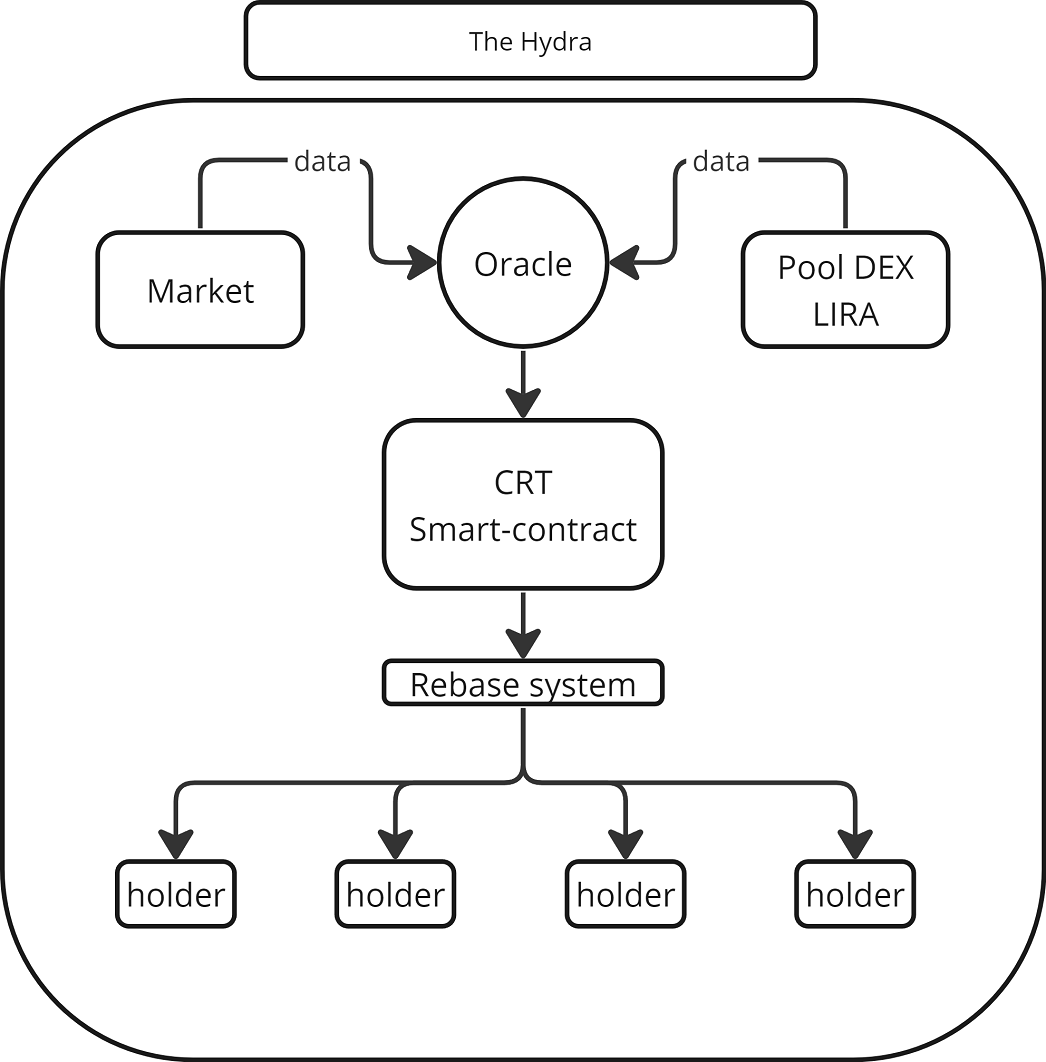 The Hydra
data
data
Oracle
Market
Pool DEX
LIRA
CRT
Smart-contract
Rebase system
holder
holder
holder
holder